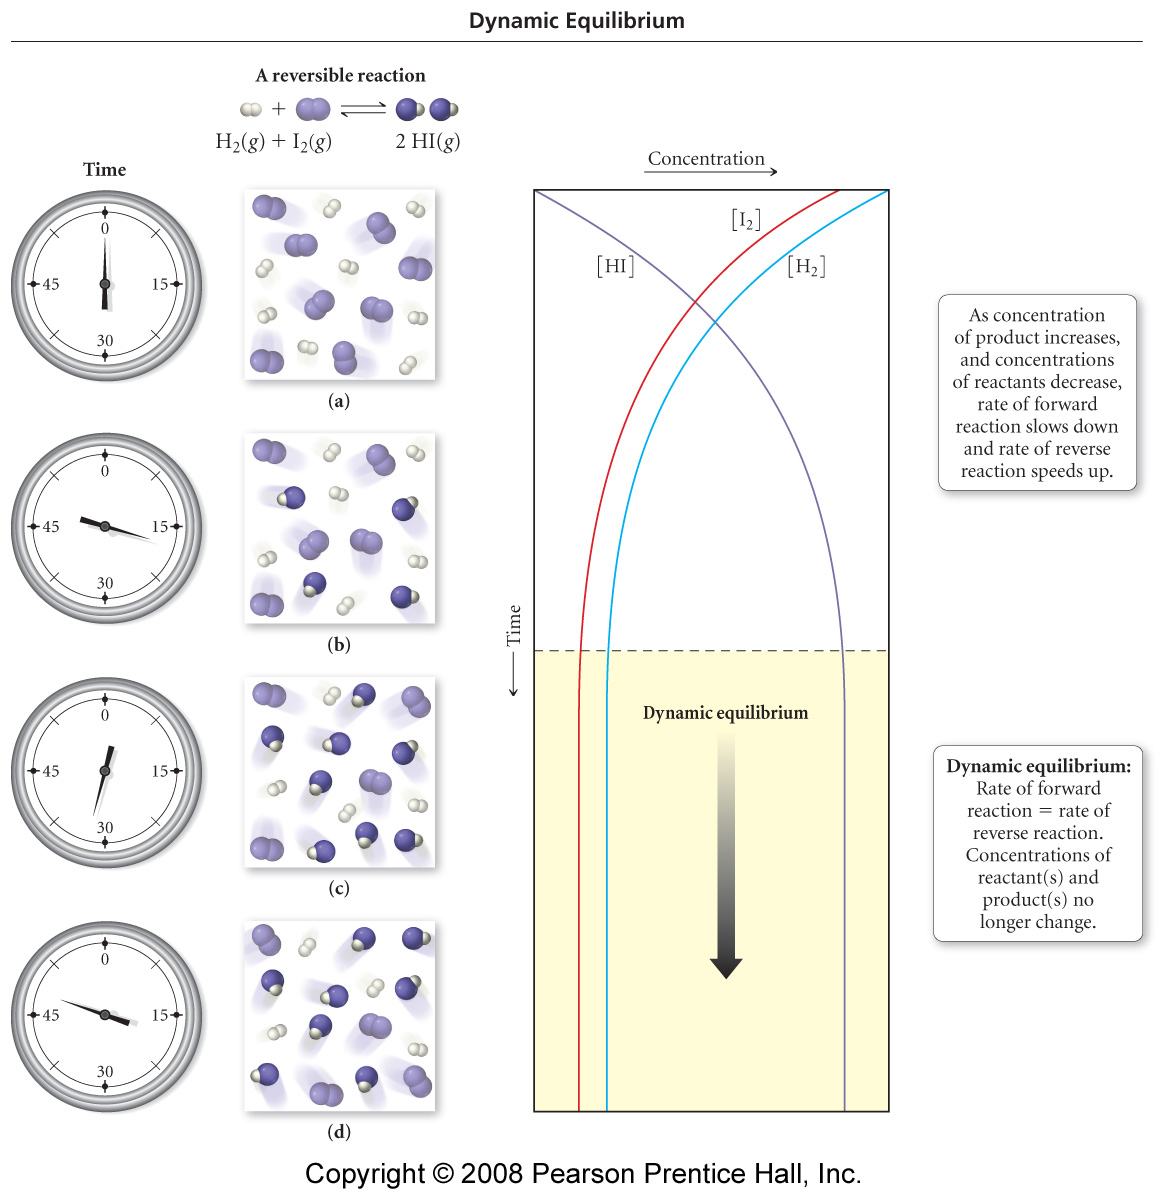 Dynamic Equilibrium
A reversible reaction
+
H₂(g) + I₂(g) 2 HI(g)
Time
0
15
30
45
(a)
0
15
30
45
(b)
0
15
30
45
(c)
0
15
30
45
(d)
Concentration
[I₂]
[HI]
[H₂]
Time
Dynamic equilibrium
As concentration
of product increases,
and concentrations
of reactants decrease,
rate of forward
reaction slows down
and rate of reverse
reaction speeds up.
Dynamic equilibrium:
Rate of forward
reaction = rate of
reverse reaction.
Concentrations of
reactant(s) and
product(s) no
longer change.
Copyright © 2008 Pearson Prentice Hall, Inc.